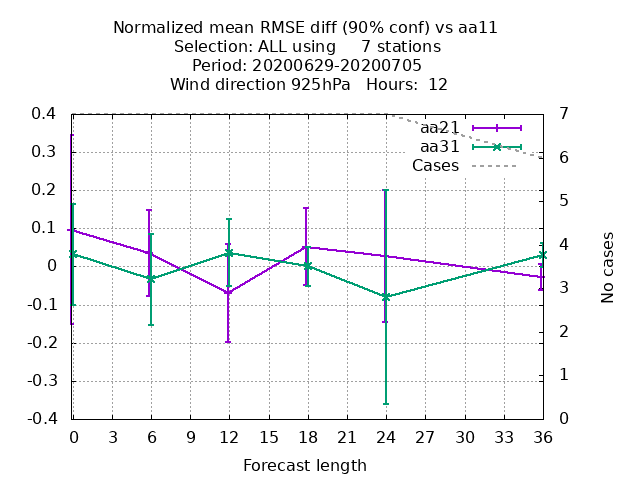 Normalized mean RMSE diff (90% conf) vs aa11
Selection: ALL using     7 stations
Period: 20200629-20200705
Wind direction 925hPa   Hours:  12
0.4
0.3
0.2
0.1
0
-0.1
-0.2
-0.3
-0.4
aa21
aa31
Cases
7
6
5
4
3
2
1
0
No cases
0 3 6 9 12 15 18 21 24 27 30 33 36
Forecast length